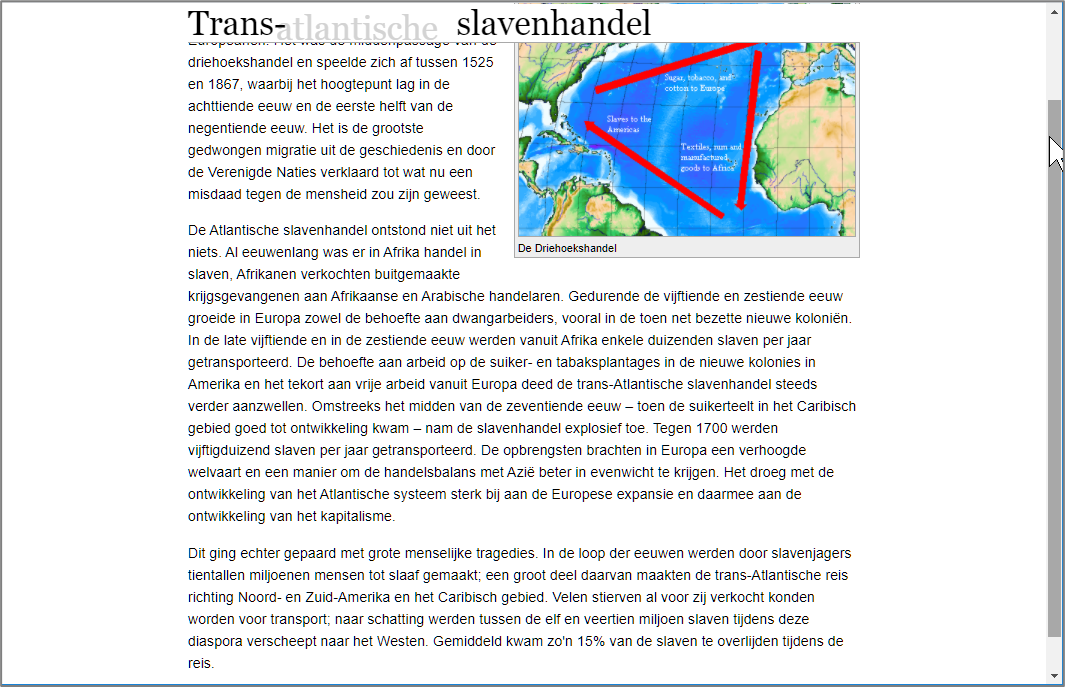 Trans-atlantische slavenhandel
Europeanen. Het was de middenpassage van de
driehoekshandel en speelde zich af tussen 1525
en 1867, waarbij het hoogtepunt lag in de
achttiende eeuw en de eerste helft van de
negentiende eeuw. Het is de grootste
gedwongen migratie uit de geschiedenis en door
de Verenigde Naties verklaard tot wat nu een
misdaad tegen de mensheid zou zijn geweest.
Sugar, tobacco, and
cotton to Europe
Slaves to the
Americas
Textiles, rum and
manufactured
goods to Africa
De Driehoekshandel
De Atlantische slavenhandel ontstond niet uit het
niets. Al eeuwenlang was er in Afrika handel in
slaven, Afrikanen verkochten buitgemaakte
krijgsgevangenen aan Afrikaanse en Arabische handelaren. Gedurende de vijftiende en zestiende eeuw
groeide in Europa zowel de behoefte aan dwangarbeiders, vooral in de toen net bezette nieuwe koloniën.
In de late vijftiende en in de zestiende eeuw werden vanuit Afrika enkele duizenden slaven per jaar
getransporteerd. De behoefte aan arbeid op de suiker- en tabaksplantages in de nieuwe kolonies in
Amerika en het tekort aan vrije arbeid vanuit Europa deed de trans-Atlantische slavenhandel steeds
verder aanzwellen. Omstreeks het midden van de zeventiende eeuw – toen de suikerteelt in het Caribisch
gebied goed tot ontwikkeling kwam – nam de slavenhandel explosief toe. Tegen 1700 werden
vijftigduizend slaven per jaar getransporteerd. De opbrengsten brachten in Europa een verhoogde
welvaart en een manier om de handelsbalans met Azië beter in evenwicht te krijgen. Het droeg met de
ontwikkeling van het Atlantische systeem sterk bij aan de Europese expansie en daarmee aan de
ontwikkeling van het kapitalisme.
Dit ging echter gepaard met grote menselijke tragedies. In de loop der eeuwen werden door slavenjagers
tientallen miljoenen mensen tot slaaf gemaakt; een groot deel daarvan maakten de trans-Atlantische reis
richting Noord- en Zuid-Amerika en het Caribisch gebied. Velen stierven al voor zij verkocht konden
worden voor transport; naar schatting werden tussen de elf en veertien miljoen slaven tijdens deze
diaspora verscheept naar het Westen. Gemiddeld kwam zo'n 15% van de slaven te overlijden tijdens de
reis.